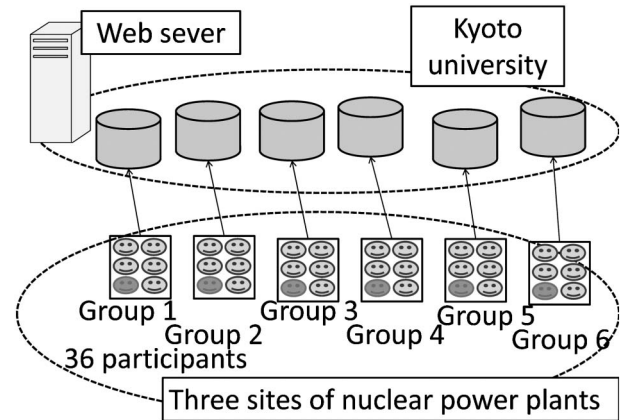 Web sever
Kyoto
university
Group 1
Group 2
Group 3
Group 4
Group 5
Group 6
36 participants
Three sites of nuclear power plants